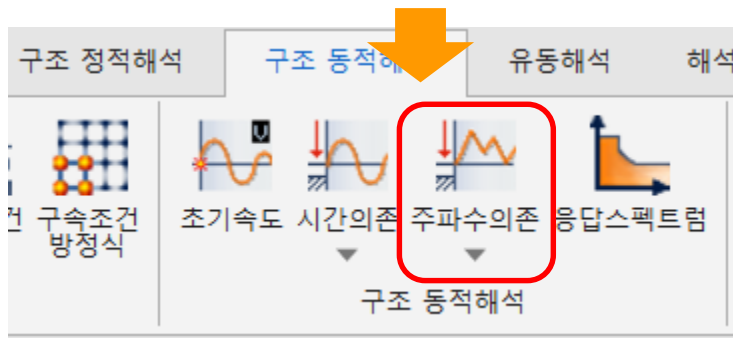 구조 정적해석 구조 동적해 유동해석 해석
초기속도 시간의존 주파수의존 응답스펙트럼
구속조건
방정식
구조 동적해석